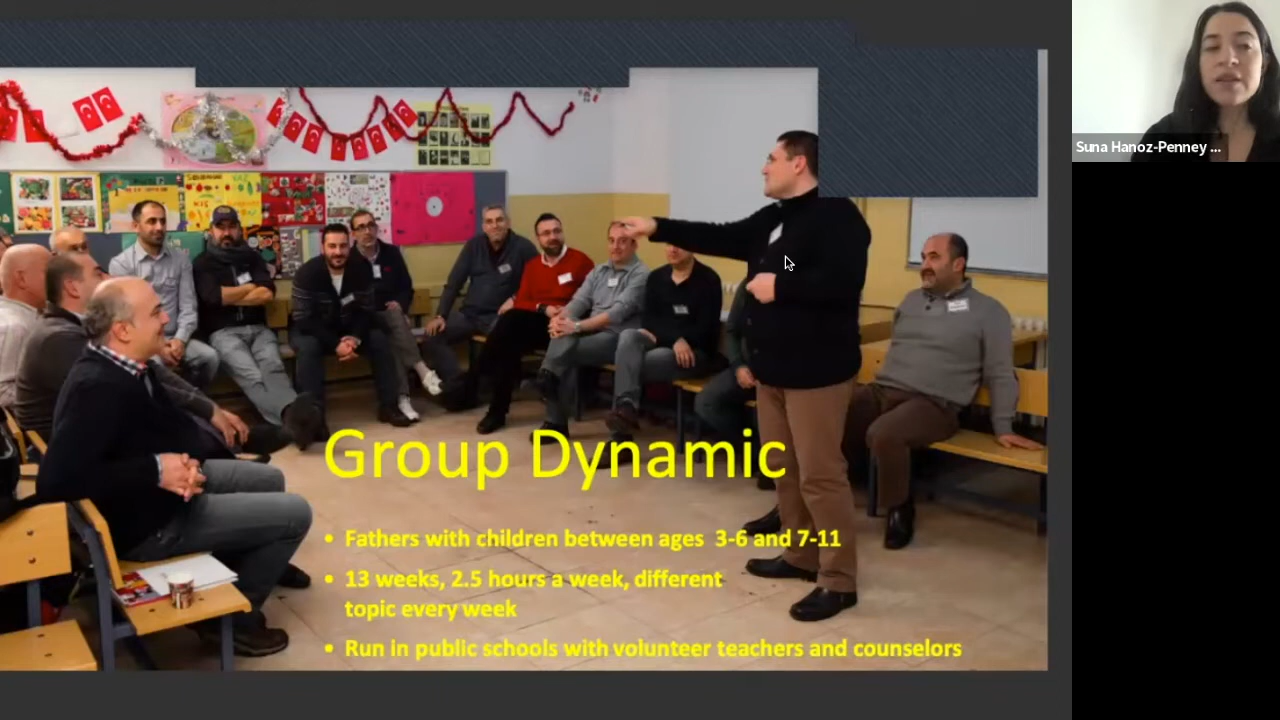 Suna Hanoz-Penney ...
Group Dynamic
• Fathers with children between ages 3-6 and 7-11
• 13 weeks, 2.5 hours a week, different
topic every week
• Run in public schools with volunteer teachers and counselors